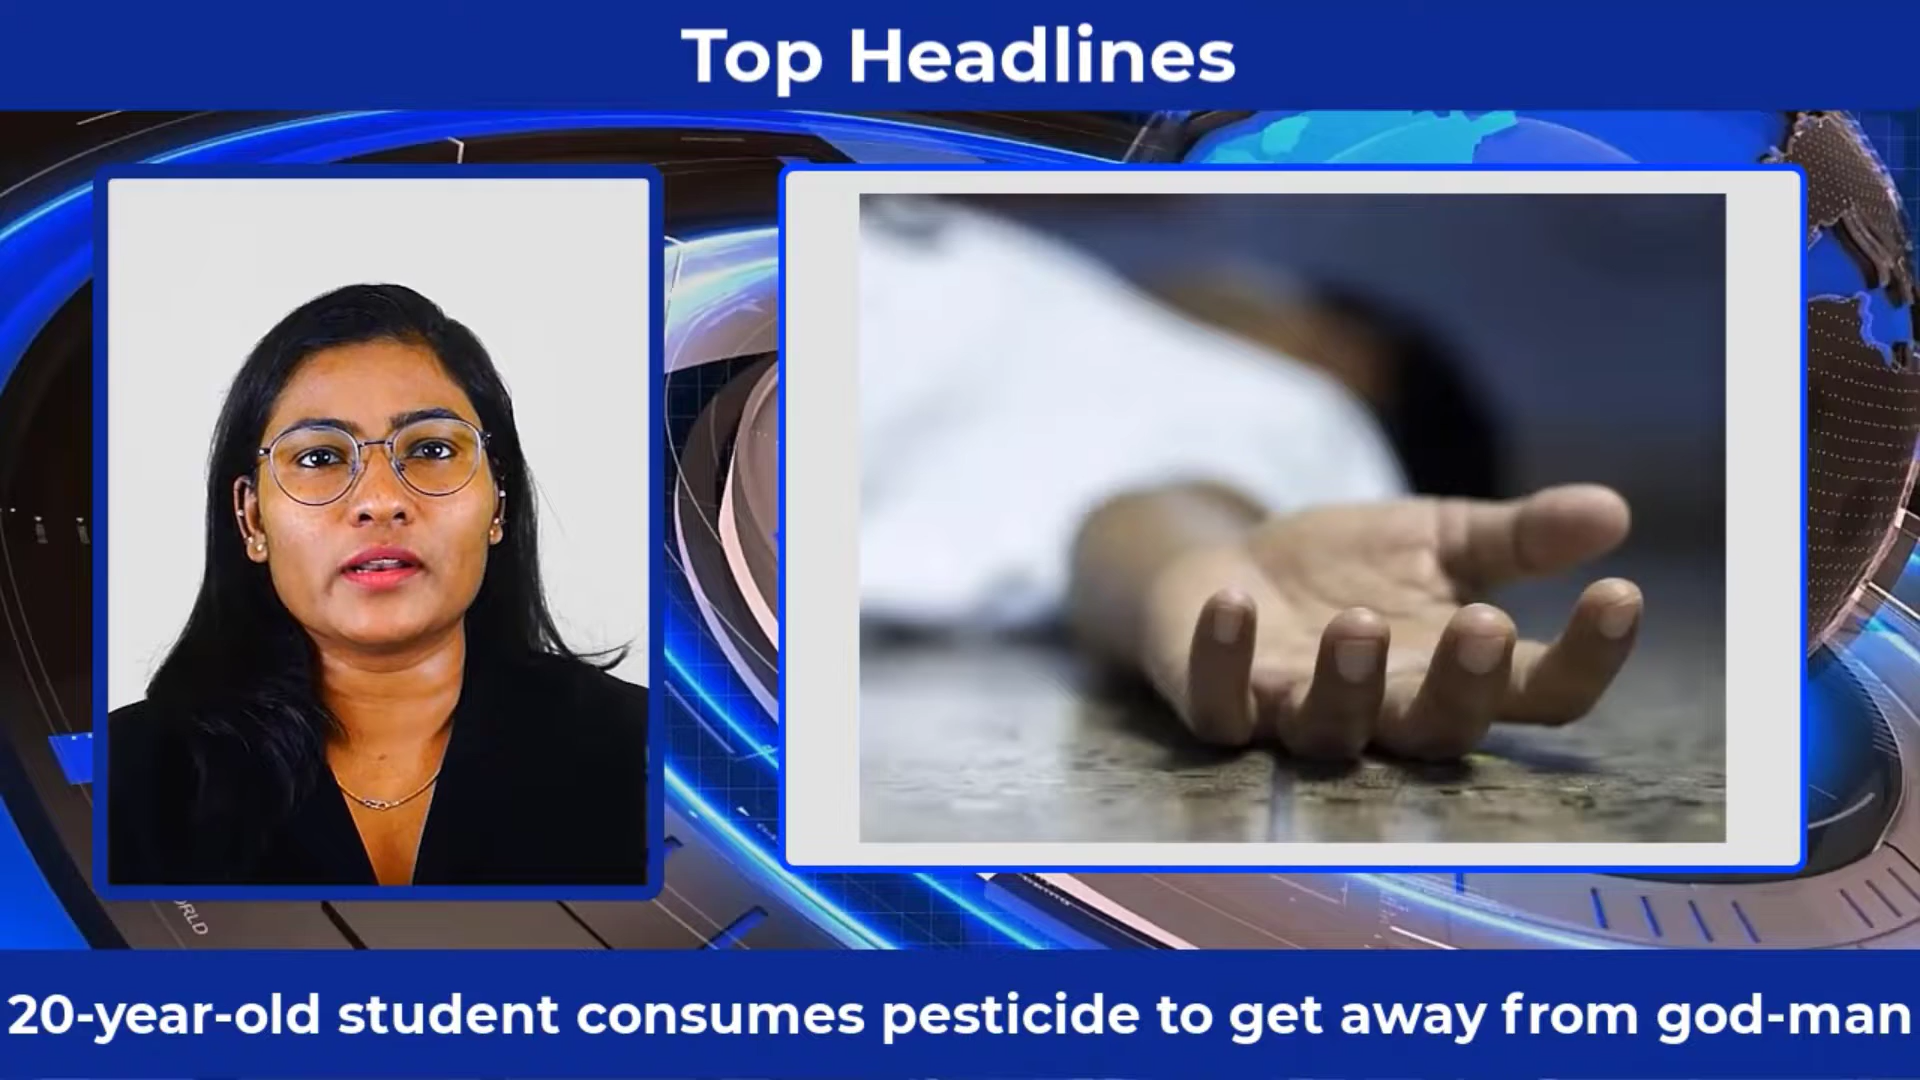 Top Headlines
20-year-old student consumes pesticide to get away from god-man